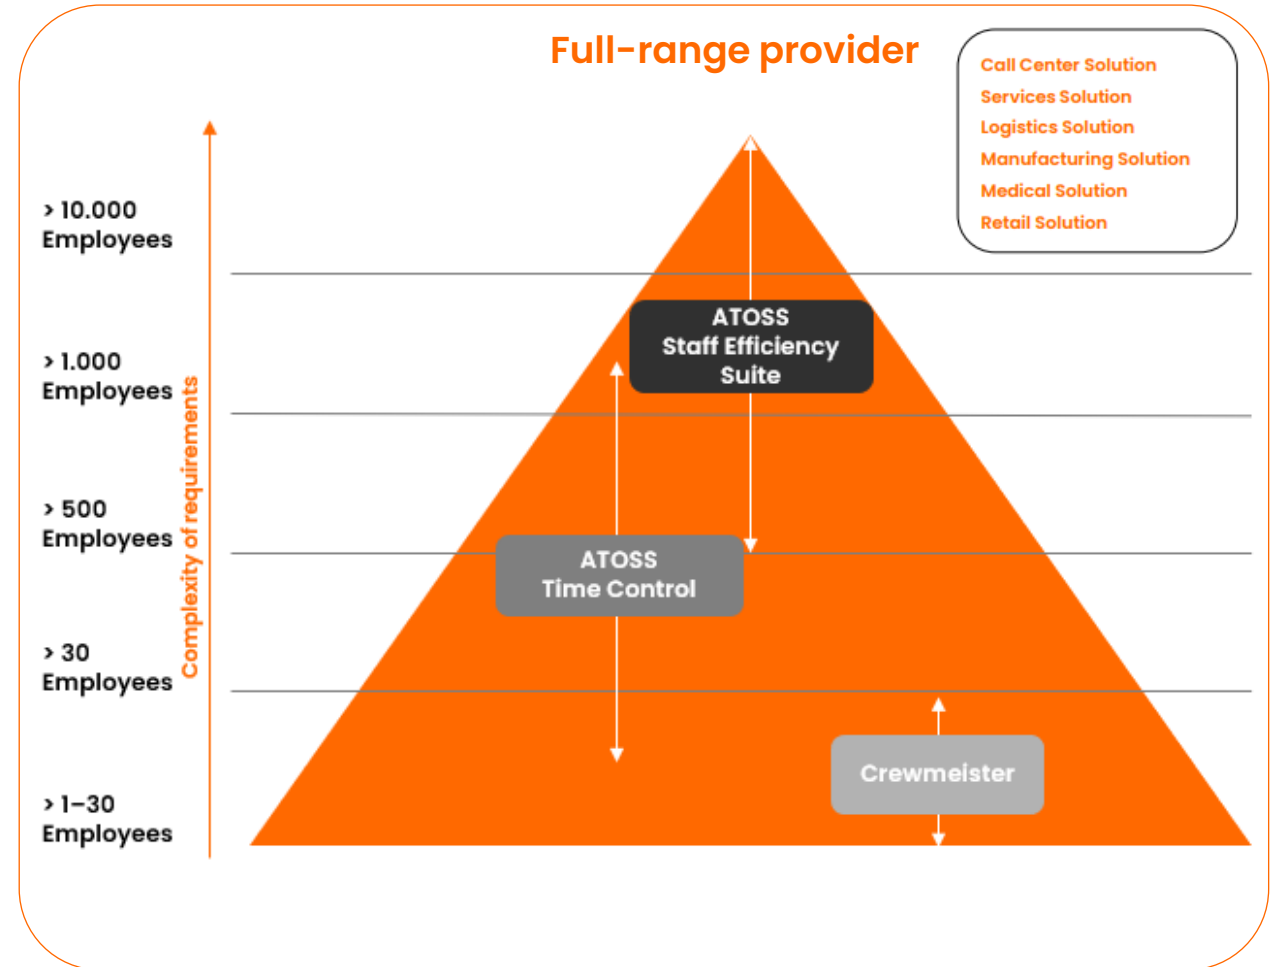 Full-range provider
Call Center Solution
Services Solution
Logistics Solution
Manufacturing Solution
Medical Solution
Retail Solution
> 10.000
Employees
> 1.000
Employees
> 500
Employees
> 30
Employees
> 1–30
Employees
Complexity of requirements
ATOSS
Staff Efficiency
Suite
ATOSS
Time Control
Crewmeister